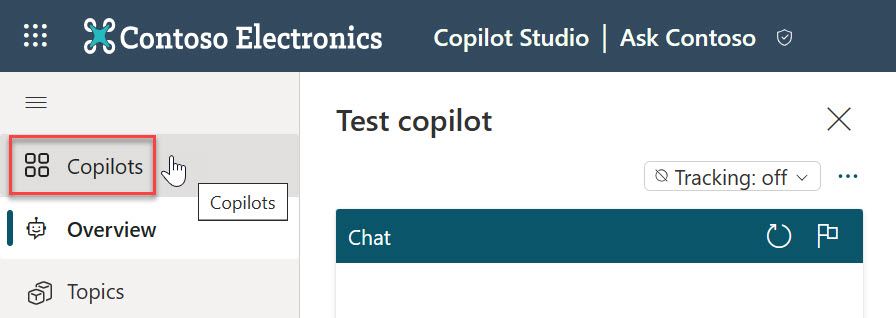 Contoso Electronics Copilot Studio | Ask Contoso
Test copilot
Copilots
Tracking: off
Copilots
Overview
Chat
Topics